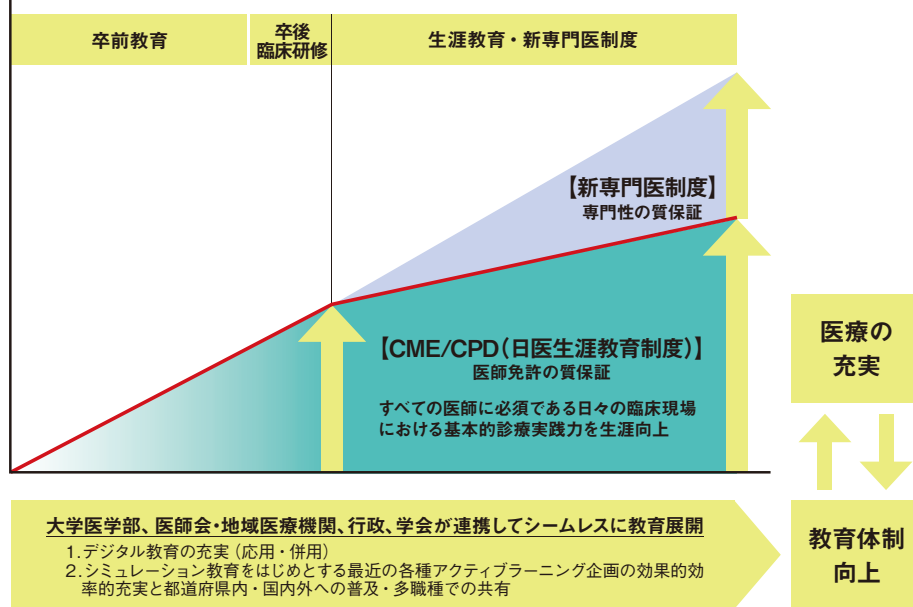 卒前教育
卒後
臨床研修
生涯教育・新専門医制度
【新専門医制度】
専門性の質保証
【CME/CPD(日医生涯教育制度)】
医師免許の質保証
すべての医師に必須である日々の臨床現場
における基本的診療実践力を生涯向上
医療の
充実
大学医学部、医師会・地域医療機関、行政、学会が連携してシームレスに教育展開
1.デジタル教育の充実(応用・併用)
2.シミュレーション教育をはじめとする最近の各種アクティブラーニング企画の効果的効
率的充実と都道府県内・国内外への普及・多職種での共有
教育体制
向上